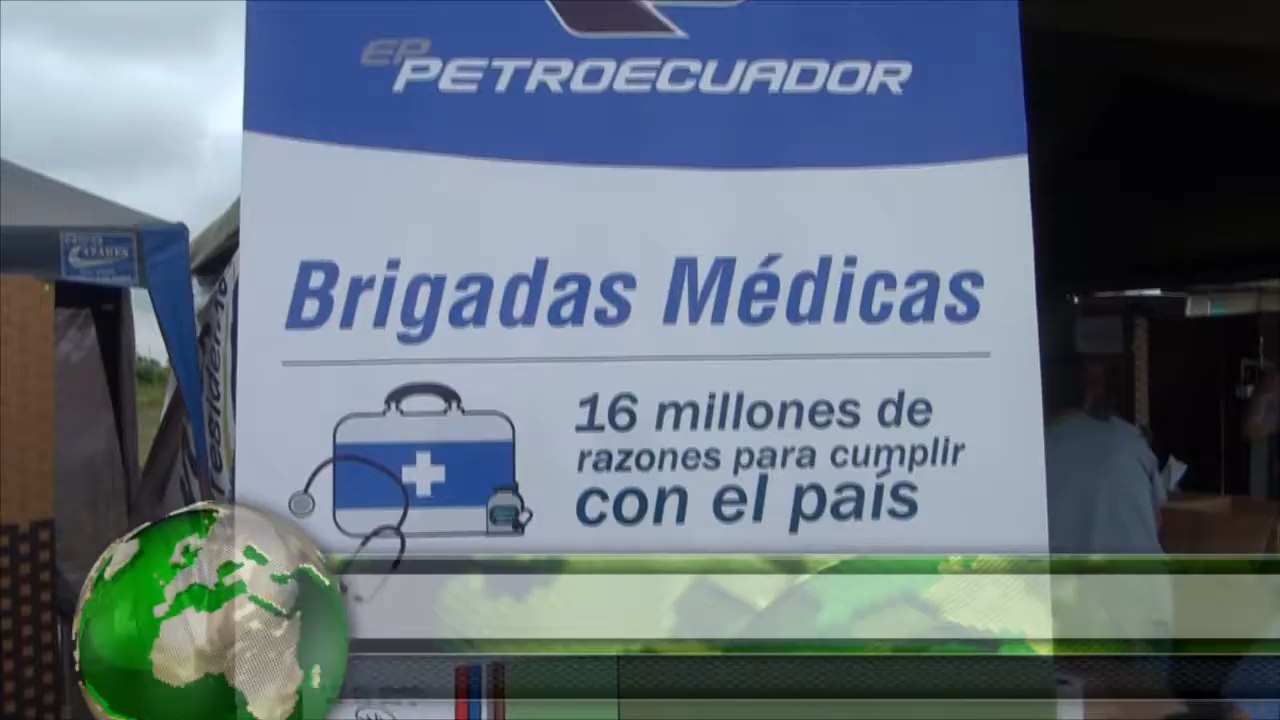 EP PETROECUADOR
Brigadas Médicas
16 millones de
razones para cumplir
con el país